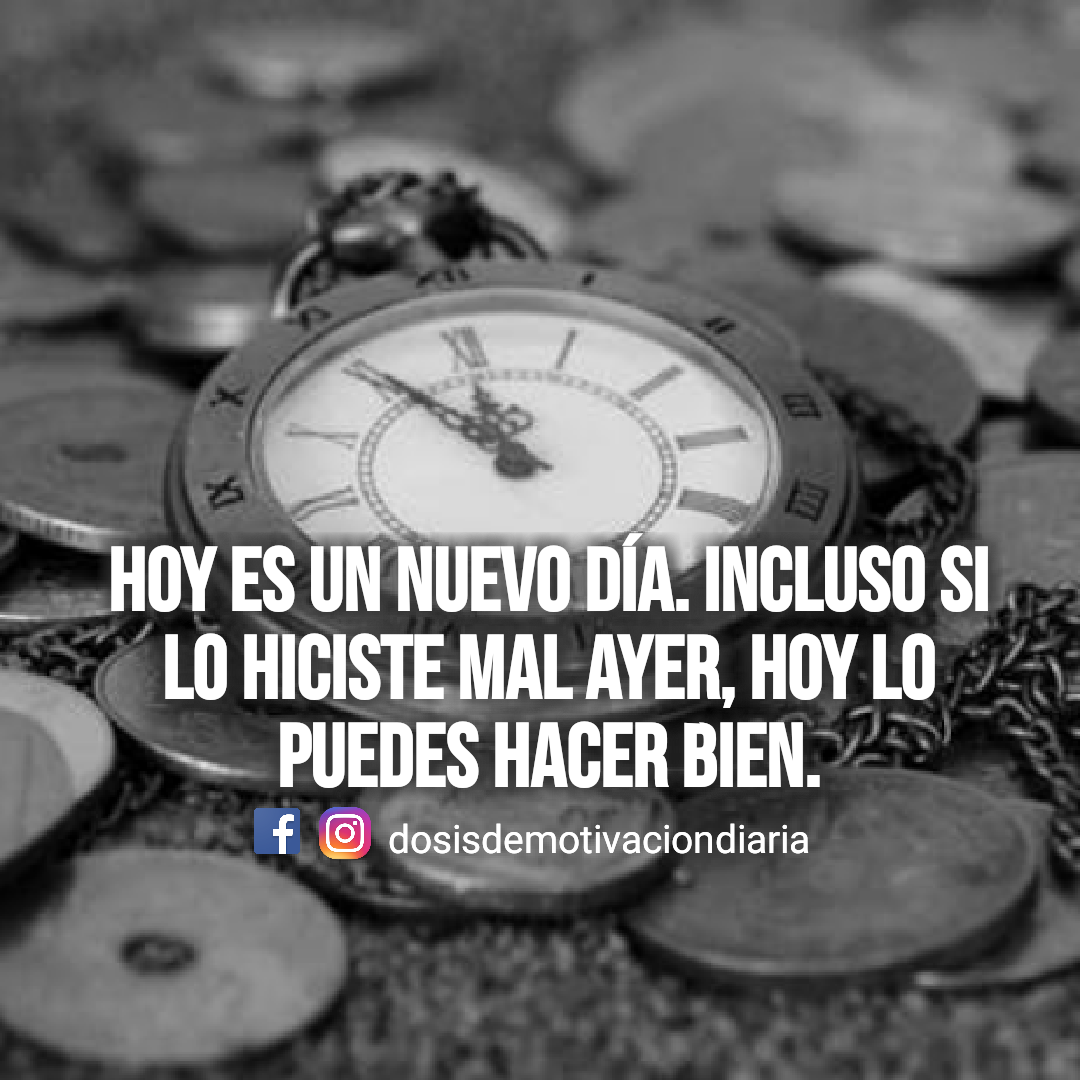 HOY ES UN NUEVO DÍA. INCLUSO SI
LO HICISTE MAL AYER, HOY LO
PUEDES HACER BIEN.
dosisdemotivaciondiaria